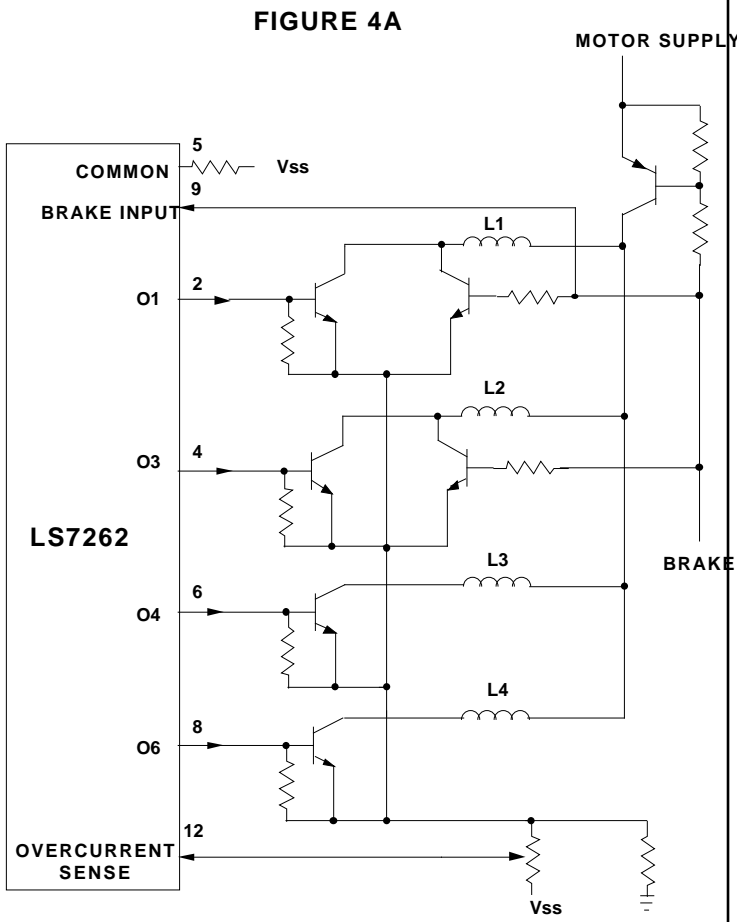 FIGURE 4A
MOTOR SUPPLY
5
COMMON
Vss
9
BRAKE INPUT
L1
2
O1
L2
4
O3
LS7262
L3
BRAKE
6
O4
L4
8
O6
12
OVERCURRENT
SENSE
Vss